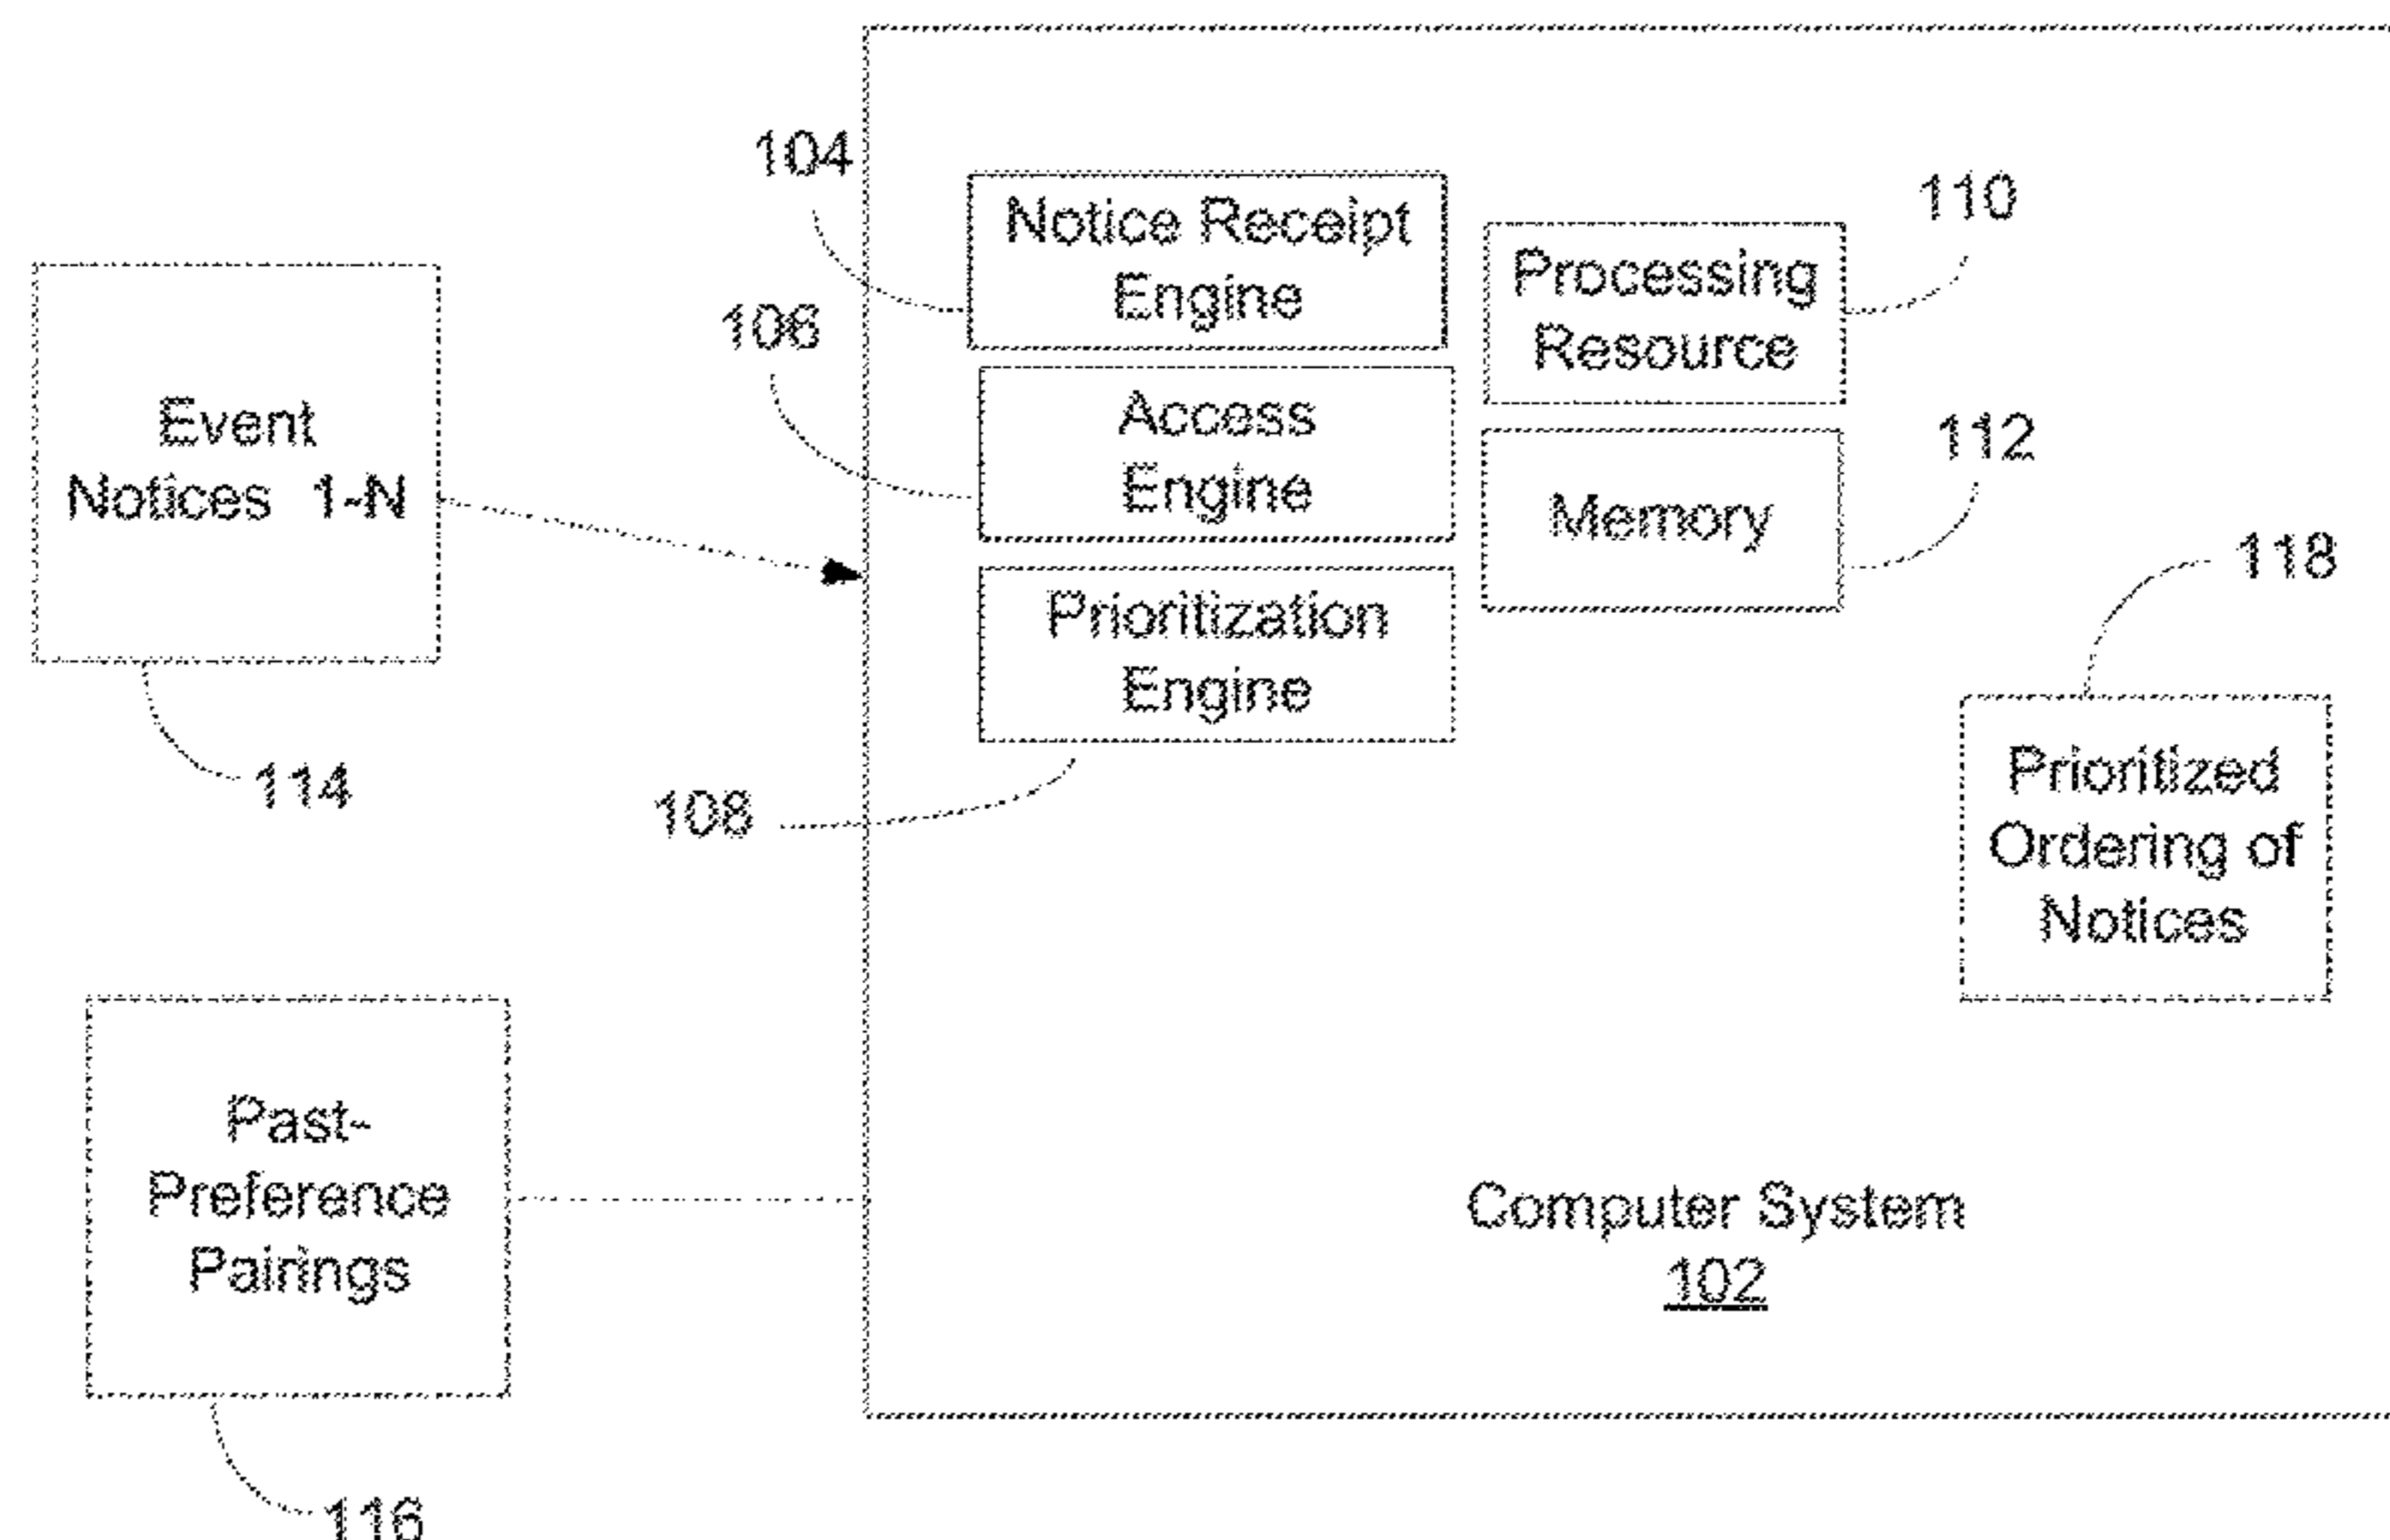 104
Notice Receipt
Engine
110
Processing
Resource
106
Event
Notices 1-N
Access
Engine
112
Memory
118
Prioritization
Engine
114
108
Prioritized
Ordering of
Notices
Past-
Preference
Pairings
Computer System
102
116